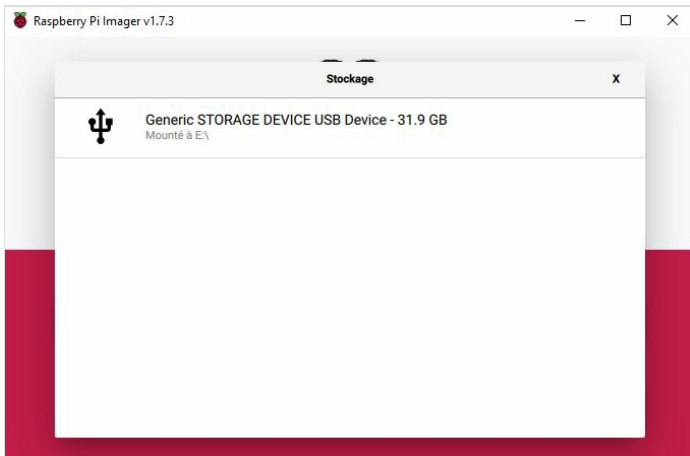 Raspberry Pi Imager v1.7.3
Stockage
X
Generic STORAGE DEVICE USB Device - 31.9 GB
Mounté à E:\